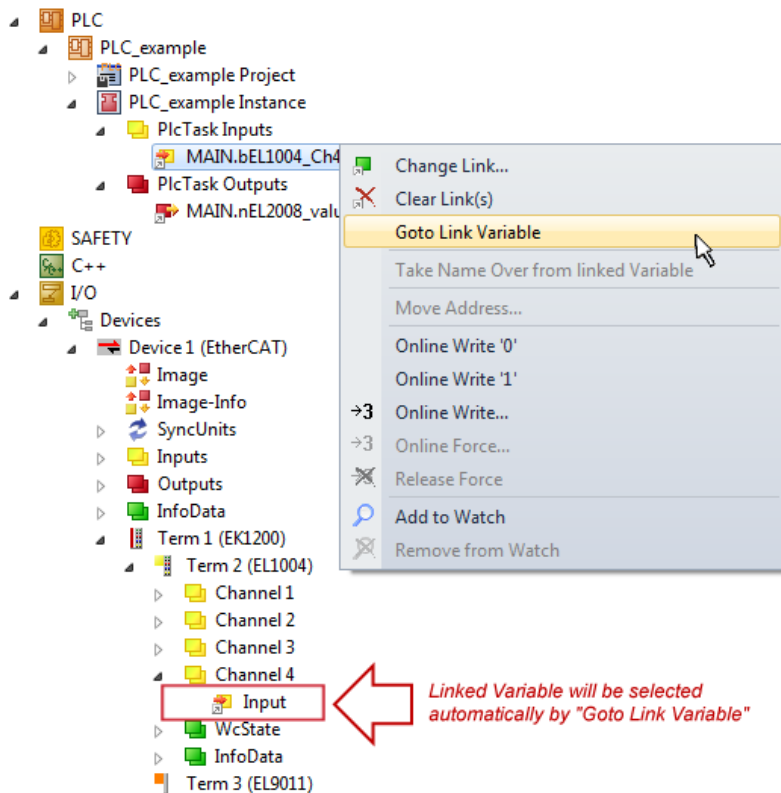 PLC
PLC_example
PLC_example Project
PLC_example Instance
PlcTask Inputs
MAIN.bEL1004_Ch4
PlcTask Outputs
MAIN.nEL2008_valu
SAFETY
C++
I/O
Devices
Device 1 (EtherCAT)
Image
Image-Info
SyncUnits
Inputs
Outputs
InfoData
Term 1 (EK1200)
Term 2 (EL1004)
Channel 1
Channel 2
Channel 3
Channel 4
Input
WcState
InfoData
Term 3 (EL9011)
Change Link...
Clear Link(s)
Goto Link Variable
Take Name Over from linked Variable
Move Address...
Online Write '0'
Online Write '1'
→3 Online Write...
→3 Online Force...
Release Force
Add to Watch
Remove from Watch
Linked Variable will be selected
automatically by "Goto Link Variable"